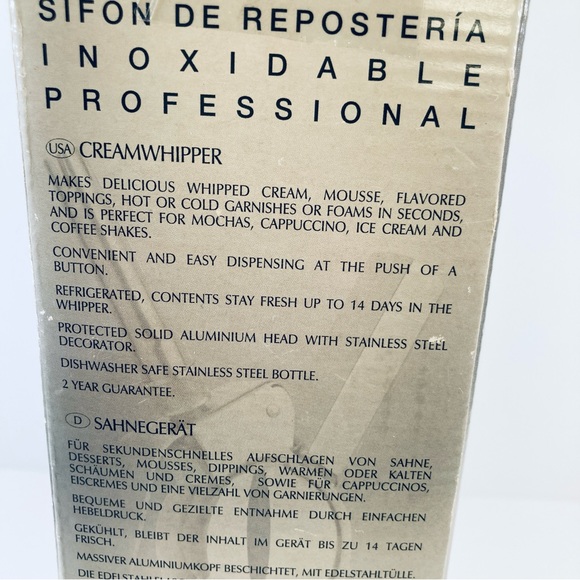 SIFON DE REPOSTERÍA
INOXIDABLE
PROFESSIONAL
USA CREAMWHIPPER
MAKES DELICIOUS WHIPPED CREAM, MOUSSE, FLAVORED
TOPPINGS, HOT OR COLD GARNISHES OR FOAMS IN SECONDS,
AND IS PERFECT FOR MOCHAS, CAPPUCCINO, ICE CREAM AND
COFFEE SHAKES.
CONVENIENT AND EASY DISPENSING AT THE PUSH OF A
BUTTON.
REFRIGERATED, CONTENTS STAY FRESH UP TO 14 DAYS IN THE
WHIPPER.
PROTECTED SOLID ALUMINIUM HEAD WITH STAINLESS STEEL
DECORATOR.
DISHWASHER SAFE STAINLESS STEEL BOTTLE.
2 YEAR GUARANTEE.
D SAHNEGERÄT
FÜR SEKUNDENSCHNELLES AUFSCHLAGEN VON SAHNE,
DESSERTS, MOUSSES, DIPPINGS, WARMEN ODER KALTEN
SCHÄUMEN UND CREMES, SOWIE FÜR CAPPUCCINOS,
EISCREMES UND EINE VIELZAHL VON GARNIERUNGEN.
BEQUEME UND GEZIELTE ENTNAHME DURCH EINFACHEN
HEBELDRUCK.
GEKÜHLT, BLEIBT DER INHALT IM GERÄT BIS ZU 14 TAGEN
FRISCH.
MASSIVER ALUMINIUMKOPF BESCHICHTET, MIT EDELSTAHLTÜLLE.
DIE